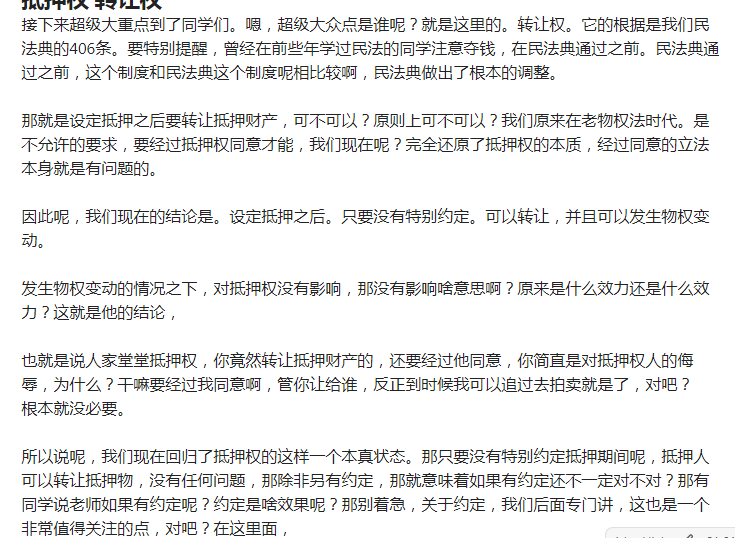 抵押权 转让权
接下来超级大重点到了同学们。嗯，超级大众点是谁呢？就是这里的。转让权。它的根据是我们民
法典的406条。要特别提醒，曾经在前些年学过民法的同学注意夺钱，在民法典通过之前。民法典通
过之前，这个制度和民法典这个制度呢相比较啊，民法典做出了根本的调整。
那就是设定抵押之后要转让抵押财产，可不可以？原则上可不可以？我们原来在老物权法时代。是
不允许的要求，要经过抵押权同意才能，我们现在呢？完全还原了抵押权的本质，经过同意的立法
本身就是有问题的。
因此呢，我们现在的结论是。设定抵押之后。只要没有特别约定。可以转让，并且可以发生物权变
动。
发生物权变动的情况之下，对抵押权没有影响，那没有影响啥意思啊？原来是什么效力还是什么效
力？这就是他的结论，
也就是说人家堂堂抵押权，你竟然转让抵押财产的，还要经过他同意，你简直是对抵押权人的侮
辱，为什么？干嘛要经过我同意啊，管你让给谁，反正到时候我可以追过去拍卖就是了，对吧？
根本就没必要。
所以说呢，我们现在回归了抵押权的这样一个本真状态。那只要没有特别约定抵押期间呢，抵押人
可以转让抵押物，没有任何问题，那除非另有约定，那就意味着如果有约定还不一定对不对？那有
同学说老师如果有约定呢？约定是啥效果呢？那别着急，关于约定，我们后面专门讲，这也是一个
非常值得关注的点，对吧？在这里面，